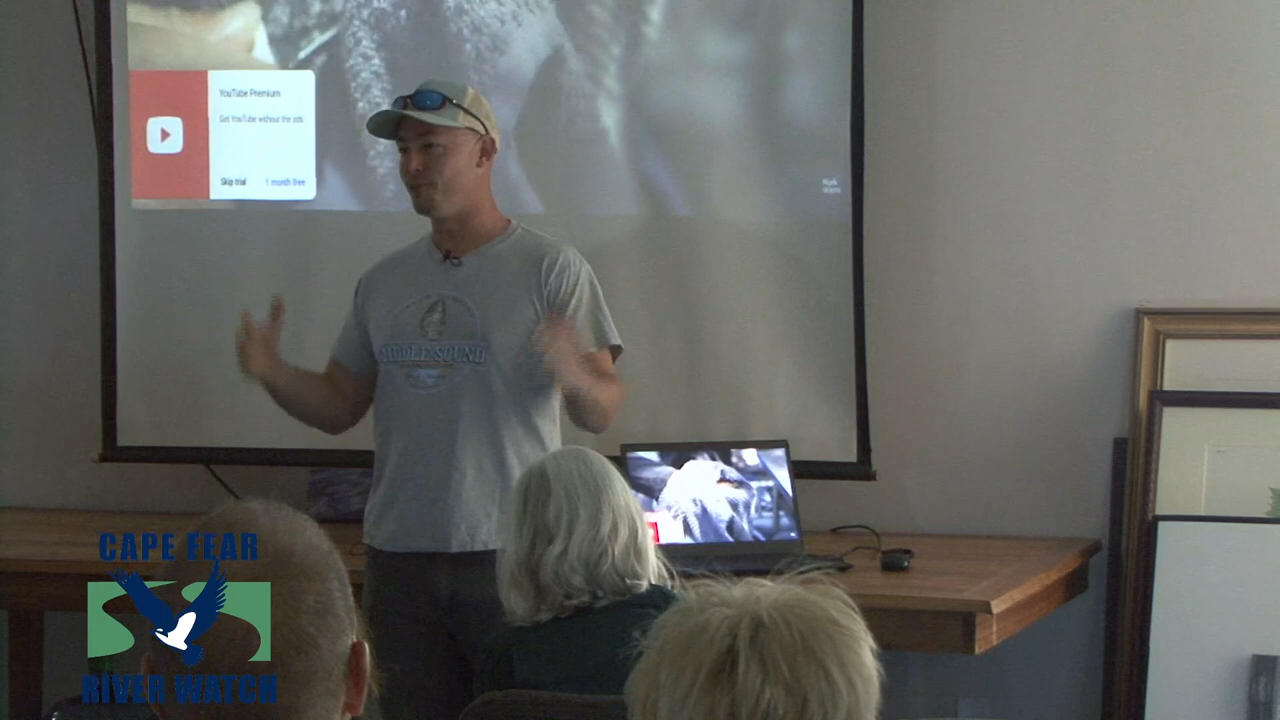 YouTube Premium
Get YouTube without the ads
Skip trial
1 month free
MIDDLE SOUND
CAPE FEAR
RIVER WATCH